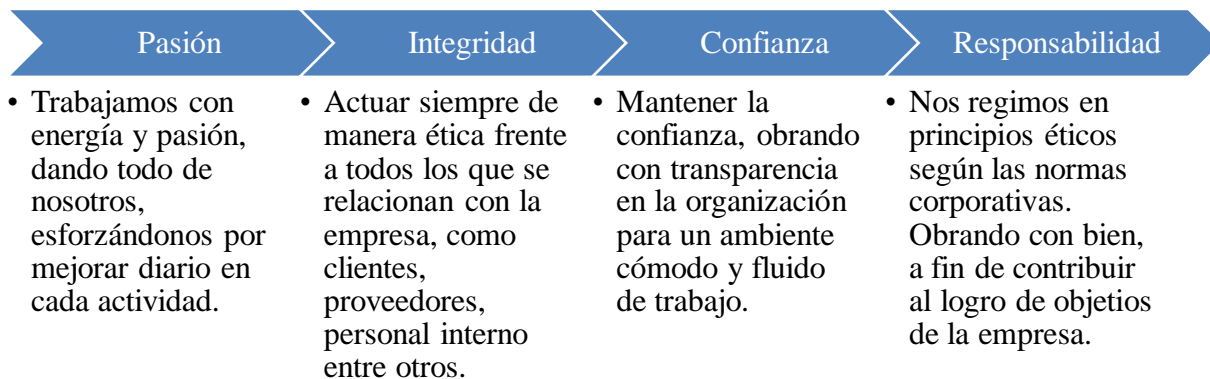 Pasión
Integridad
Confianza
Responsabilidad
• Trabajamos con
energía y pasión,
dando todo de
nosotros,
esforzándonos por
mejorar diario en
cada actividad.
• Actuar siempre de
manera ética frente
a todos los que se
relacionan con la
empresa, como
clientes,
proveedores,
personal interno
entre otros.
• Mantener la
confianza, obrando
con transparencia
en la organización
para un ambiente
cómodo y fluido
de trabajo.
• Nos regimos en
principios éticos
según las normas
corporativas.
Obrando con bien,
a fin de contribuir
al logro de objetios
de la empresa.